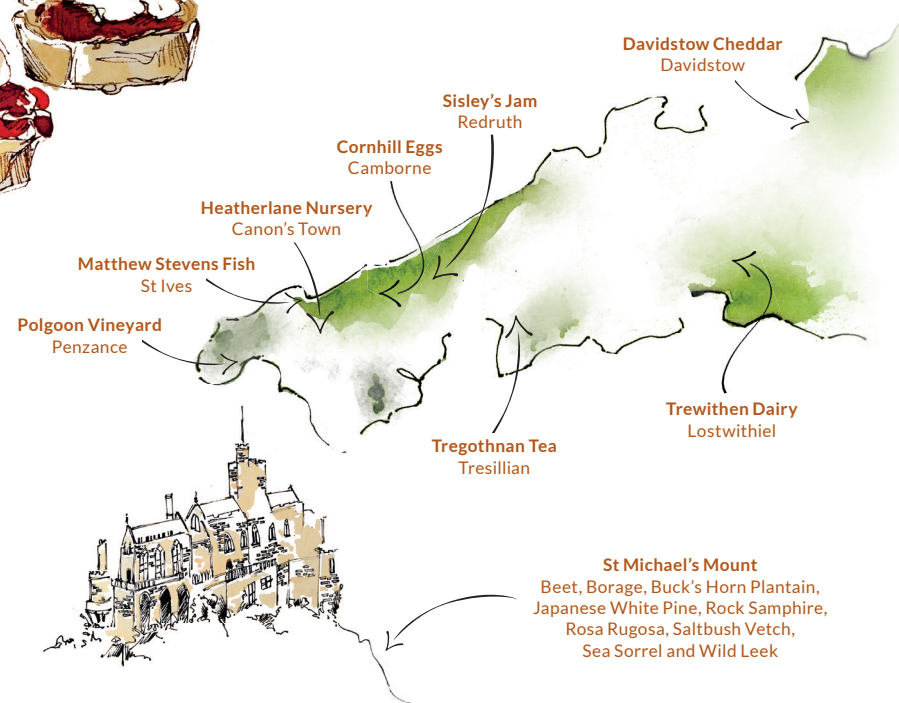 Davidstow Cheddar
Davidstow
Sisley’s Jam
Redruth
Cornhill Eggs
Camborne
Heatherlane Nursery
Canon’s Town
Matthew Stevens Fish
St Ives
Polgoon Vineyard
Penzance
Trewithen Dairy
Lostwithiel
Tregothnan Tea
Tresillian
St Michael’s Mount
Beet, Borage, Buck’s Horn Plantain,
Japanese White Pine, Rock Samphire,
Rosa Rugosa, Saltbush Vetch,
Sea Sorrel and Wild Leek